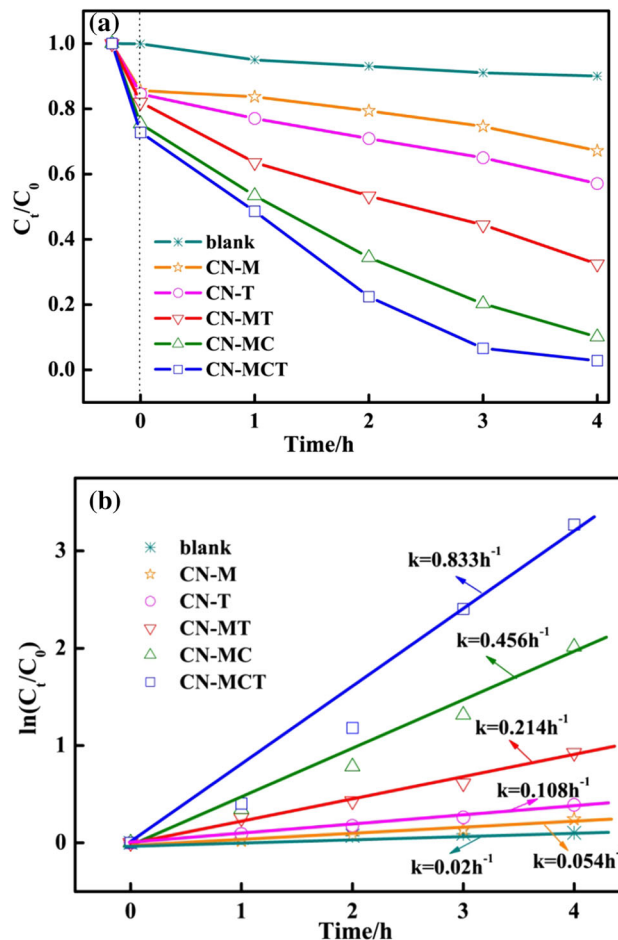 (a)
1.0
0.8
0.6
0.4
0.2
0.0
Cₜ/C₀
blank
CN-M
CN-T
CN-MT
CN-MC
CN-MCT
0 1 2 3 4
Time/h
(b)
3
2
1
0
ln(Cₜ/C₀)
blank
CN-M
CN-T
CN-MT
CN-MC
CN-MCT
k=0.833h⁻¹
k=0.456h⁻¹
k=0.214h⁻¹
k=0.108h⁻¹
k=0.02h⁻¹
k=0.054h⁻¹
0 1 2 3 4
Time/h